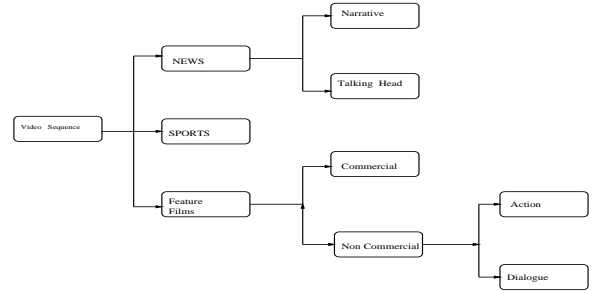 Video Sequence
NEWS
Narrative
Talking Head
SPORTS
Feature
Films
Commercial
Non Commercial
Action
Dialogue